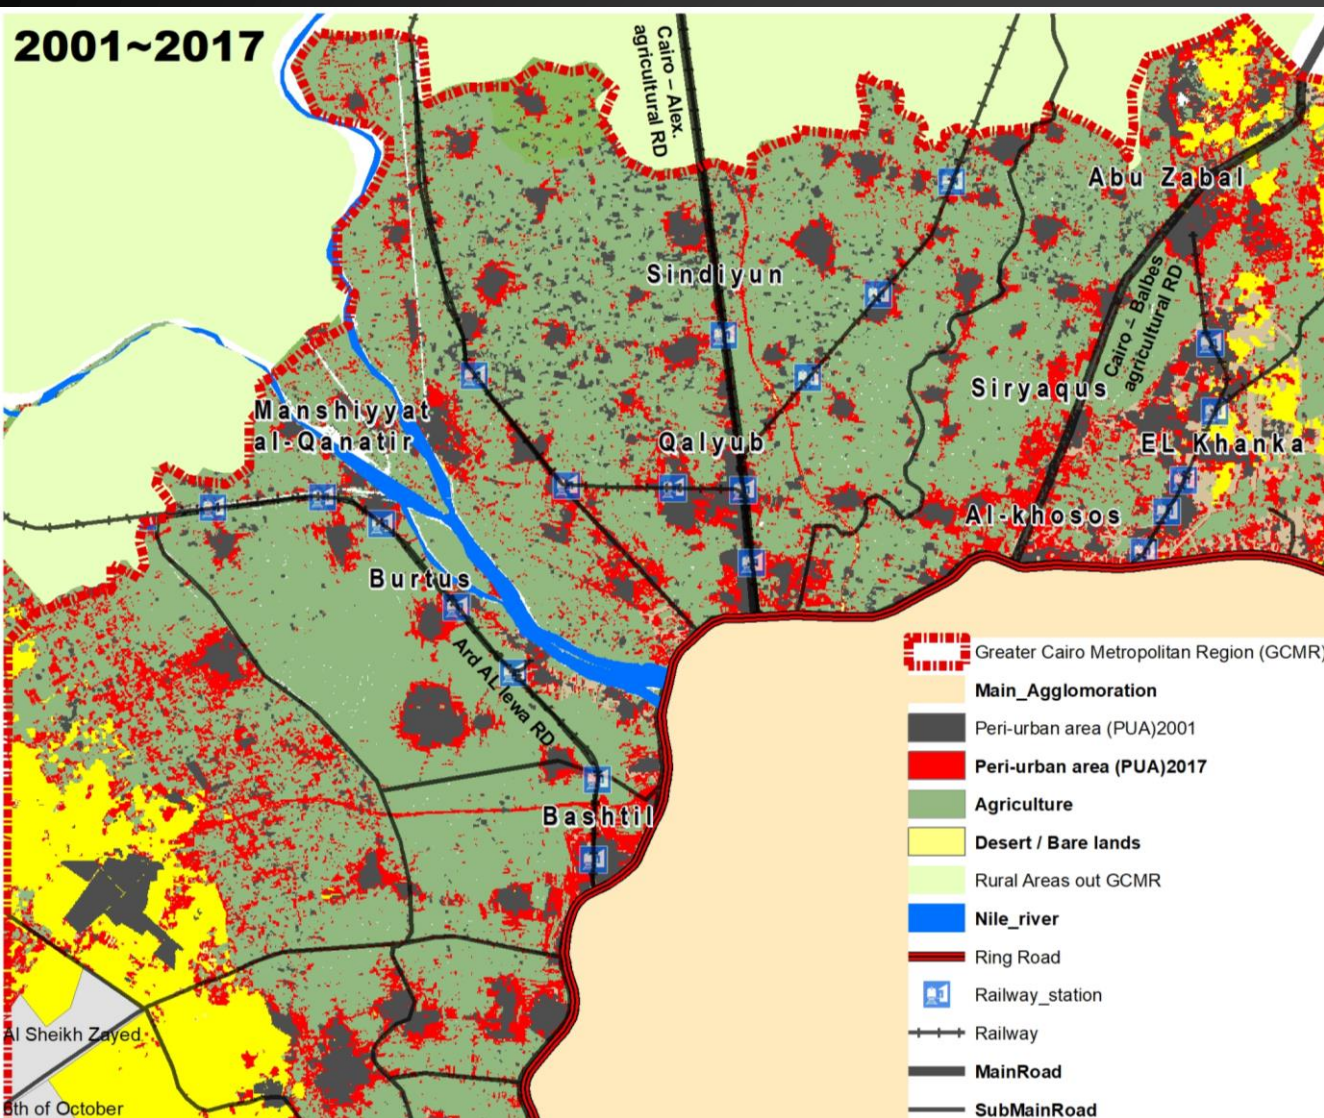 2001~2017
Cairo – Alex.
agricultural RD
Abu Zabal
Sindiyun
Cairo – Balbes
agricultural RD
Siryaqus
Manshiyyat
al-Qanatir
Qalyub
EL Khanka
Al-khosos
Burtus
Ard AL lewa RD
Bashtil
Al Sheikh Zayed
6th of October
Greater Cairo Metropolitan Region (GCMR)
Main_Agglomoration
Peri-urban area (PUA)2001
Peri-urban area (PUA)2017
Agriculture
Desert / Bare lands
Rural Areas out GCMR
Nile_river
Ring Road
Railway_station
Railway
MainRoad
SubMainRoad